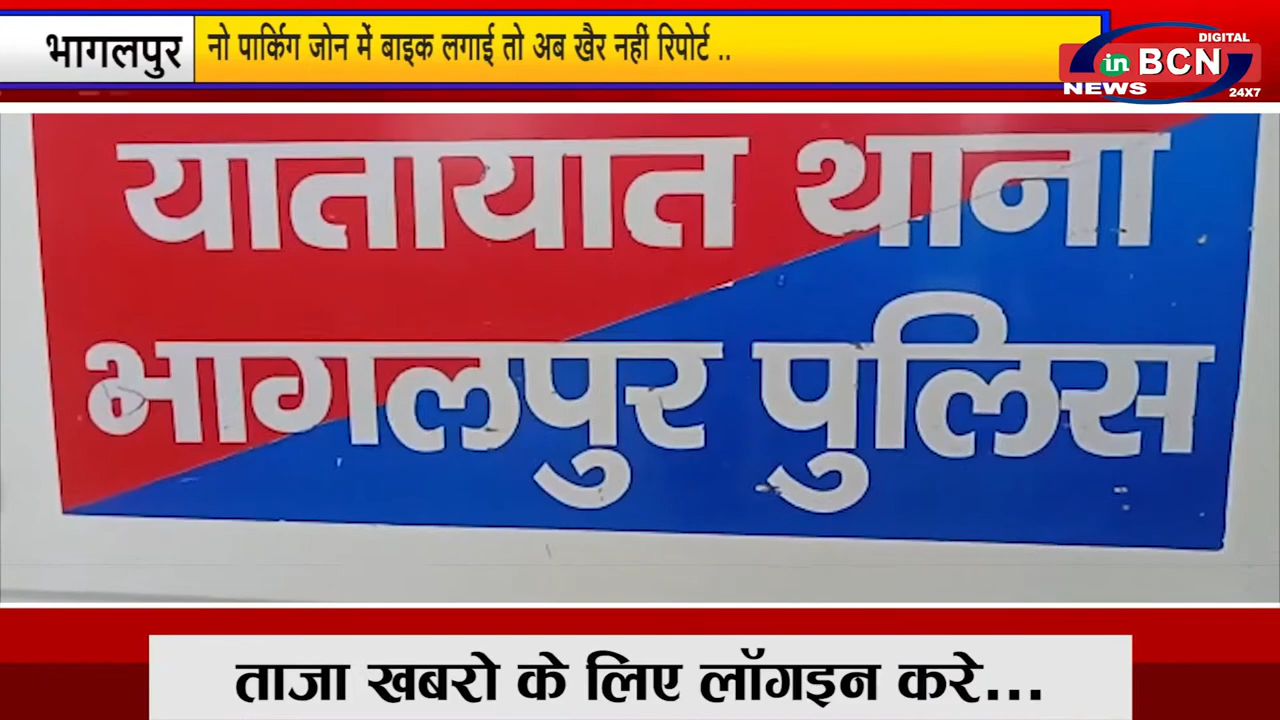 भागलपुर
नो पार्किग जोन में बाइक लगाई तो अब खैर नहीं रिपोर्ट ..
DIGITAL
in BCN
NEWS
24X7
यातायात थाना
भागलपुर पुलिस
ताजा खबरो के लिए लॉगइन करे...